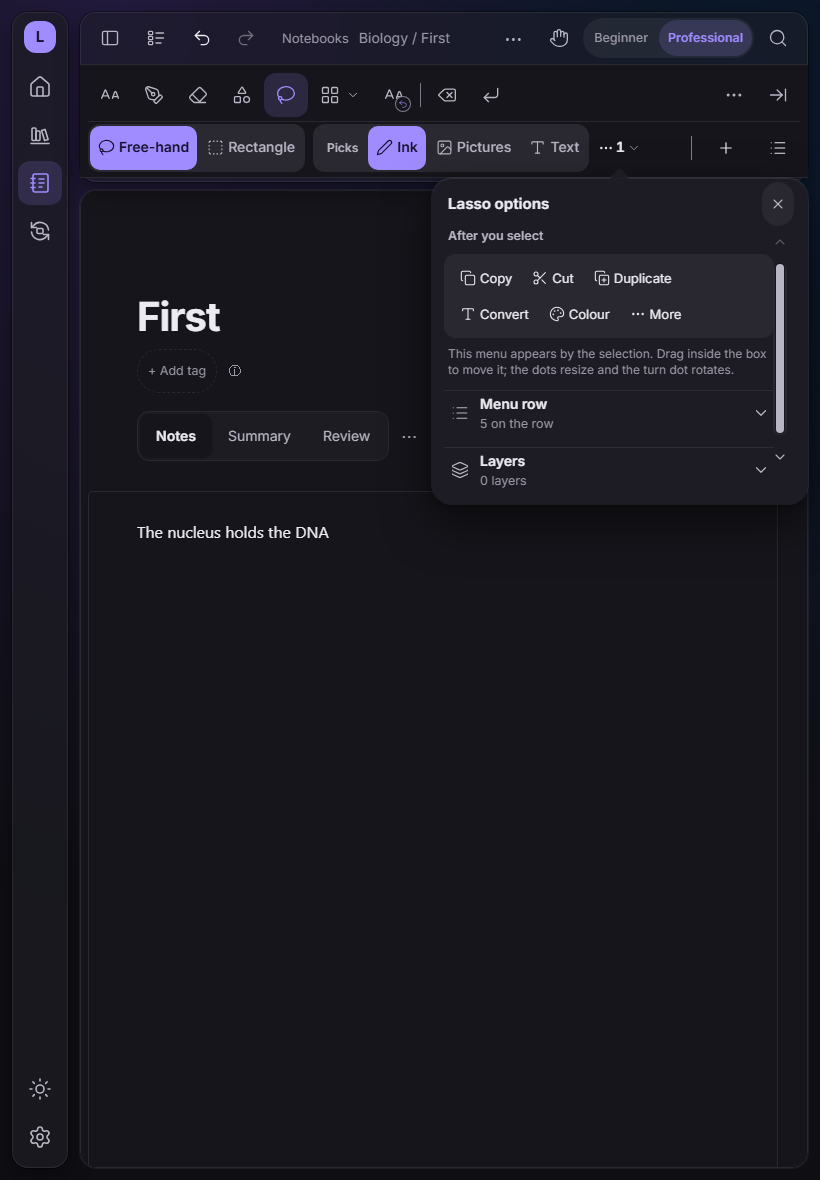 L
Notebooks Biology / First
Beginner Professional
AA
AA
Free-hand Rectangle Picks Ink Pictures Text ··· 1
Lasso options
After you select
Copy Cut Duplicate
Convert Colour ··· More
This menu appears by the selection. Drag inside the box
to move it; the dots resize and the turn dot rotates.
Menu row
5 on the row
Layers
0 layers
First
+ Add tag
Notes Summary Review ···
The nucleus holds the DNA